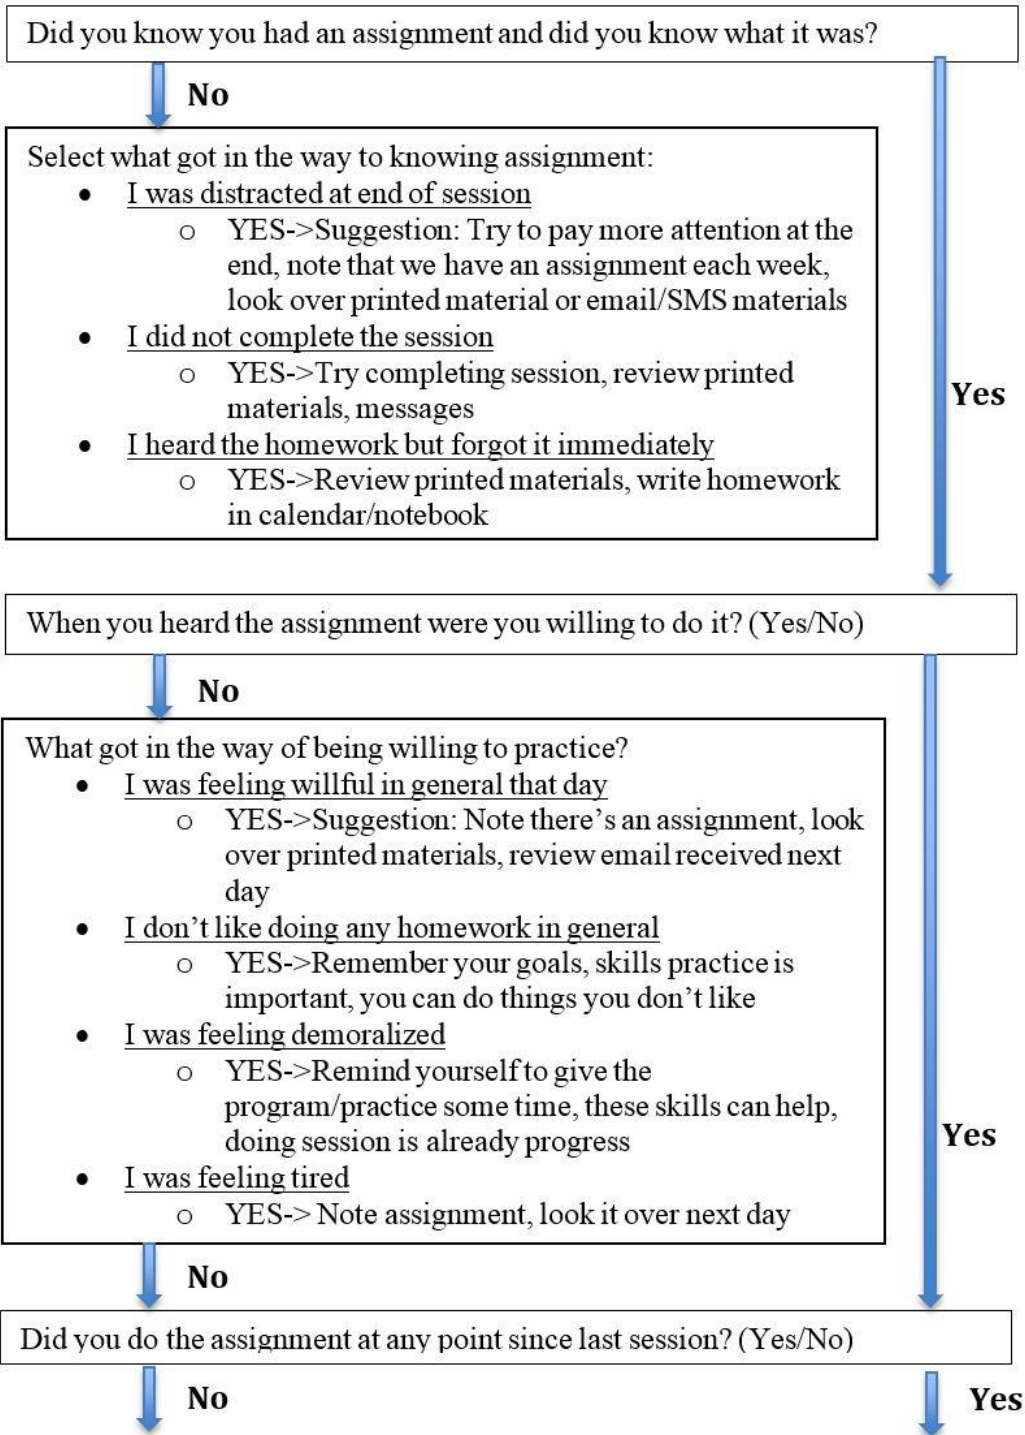 Did you know you had an assignment and did you know what it was?
No
Select what got in the way to knowing assignment:
• I was distracted at end of session
o YES->Suggestion: Try to pay more attention at the
end, note that we have an assignment each week,
look over printed material or email/SMS materials
• I did not complete the session
o YES->Try completing session, review printed
materials, messages
• I heard the homework but forgot it immediately
o YES->Review printed materials, write homework
in calendar/notebook
Yes
When you heard the assignment were you willing to do it? (Yes/No)
No
What got in the way of being willing to practice?
• I was feeling willful in general that day
o YES->Suggestion: Note there’s an assignment, look
over printed materials, review email received next
day
• I don’t like doing any homework in general
o YES->Remember your goals, skills practice is
important, you can do things you don’t like
• I was feeling demoralized
o YES->Remind yourself to give the
program/practice some time, these skills can help,
doing session is already progress
• I was feeling tired
o YES-> Note assignment, look it over next day
Yes
No
Did you do the assignment at any point since last session? (Yes/No)
No
Yes